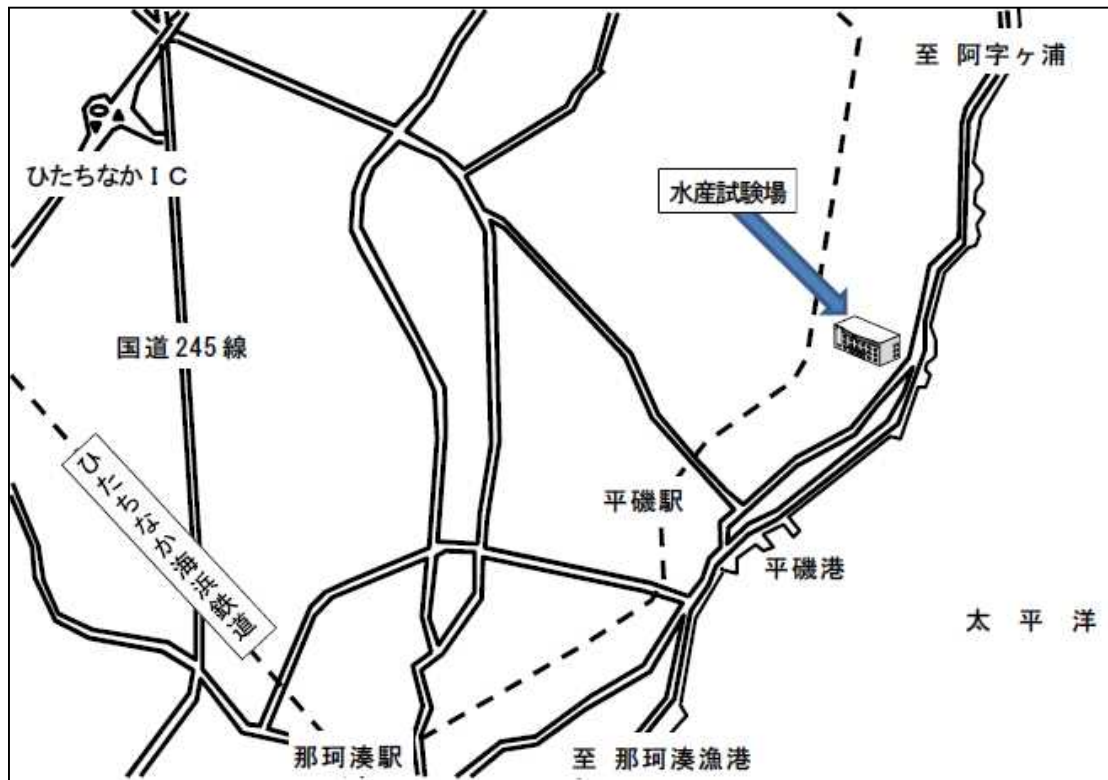 至 阿字ヶ浦
ひたちなかＩＣ
水産試験場
国道245線
ひたちなか海浜鉄道
平磯駅
平磯港
太 平 洋
那珂湊駅
至 那珂湊漁港